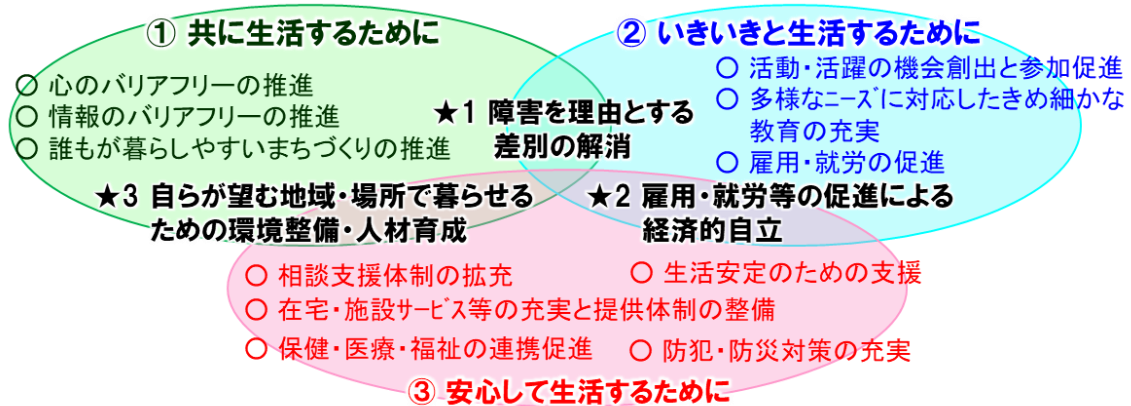 ① 共に生活するために
○ 心のバリアフリーの推進
○ 情報のバリアフリーの推進
○ 誰もが暮らしやすいまちづくりの推進
② いきいきと生活するために
○ 活動・活躍の機会創出と参加促進
○ 多様なﾆｰｽﾞに対応したきめ細かな
教育の充実
○ 雇用・就労の促進
★1 障害を理由とする
差別の解消
★3 自らが望む地域・場所で暮らせる
ための環境整備・人材育成
★2 雇用・就労等の促進による
経済的自立
○ 相談支援体制の拡充
○ 生活安定のための支援
○ 在宅・施設ｻｰﾋﾞｽ等の充実と提供体制の整備
○ 保健・医療・福祉の連携促進
○ 防犯・防災対策の充実
③ 安心して生活するために